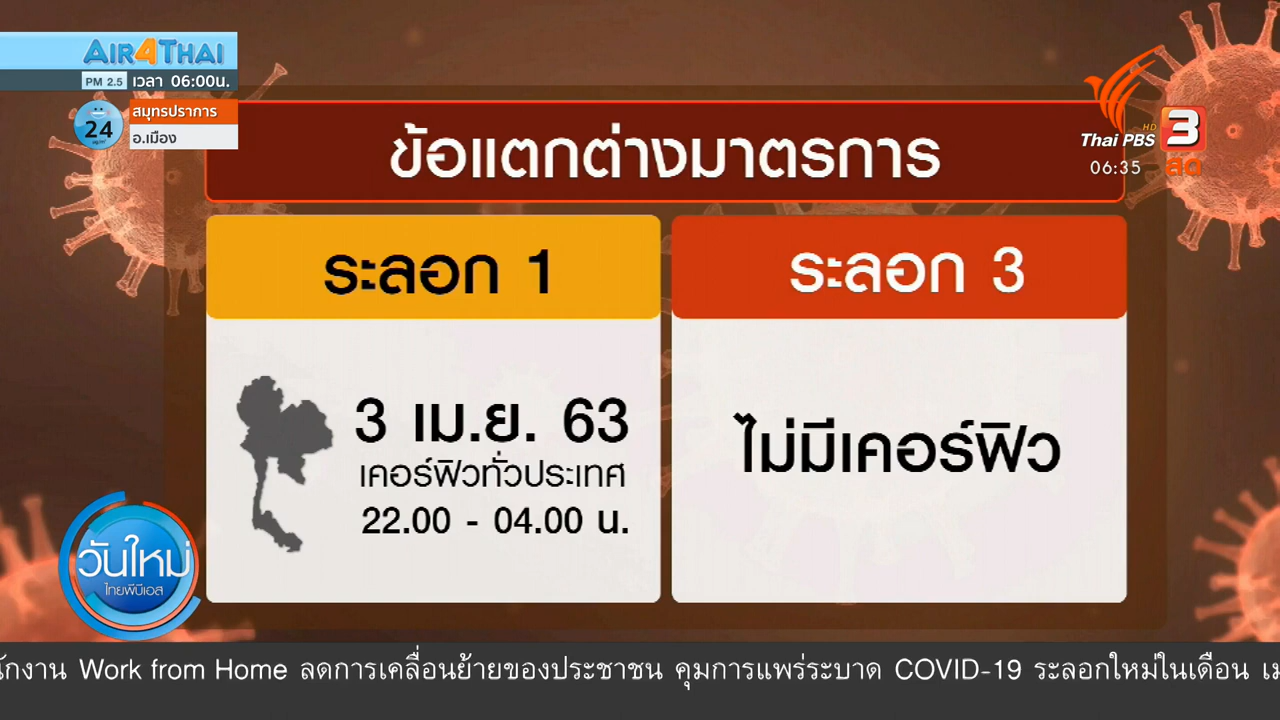 AIR4THAI
PM 2.5 เวลา 06:00น.
24
สมุทรปราการ
อ.เมือง
Thai PBS HD 3
06:35 สด
ข้อแตกต่างมาตรการ
ระลอก 1
ระลอก 3
3 เม.ย. 63
เคอร์ฟิวทั่วประเทศ
22.00 - 04.00 น.
ไม่มีเคอร์ฟิว
วันใหม่
ไทยพีบีเอส
Work from Home ลดการเคลื่อนย้ายของประชาชน คุมการแพร่ระบาด COVID-19 ระลอกใหม่ในเดือน